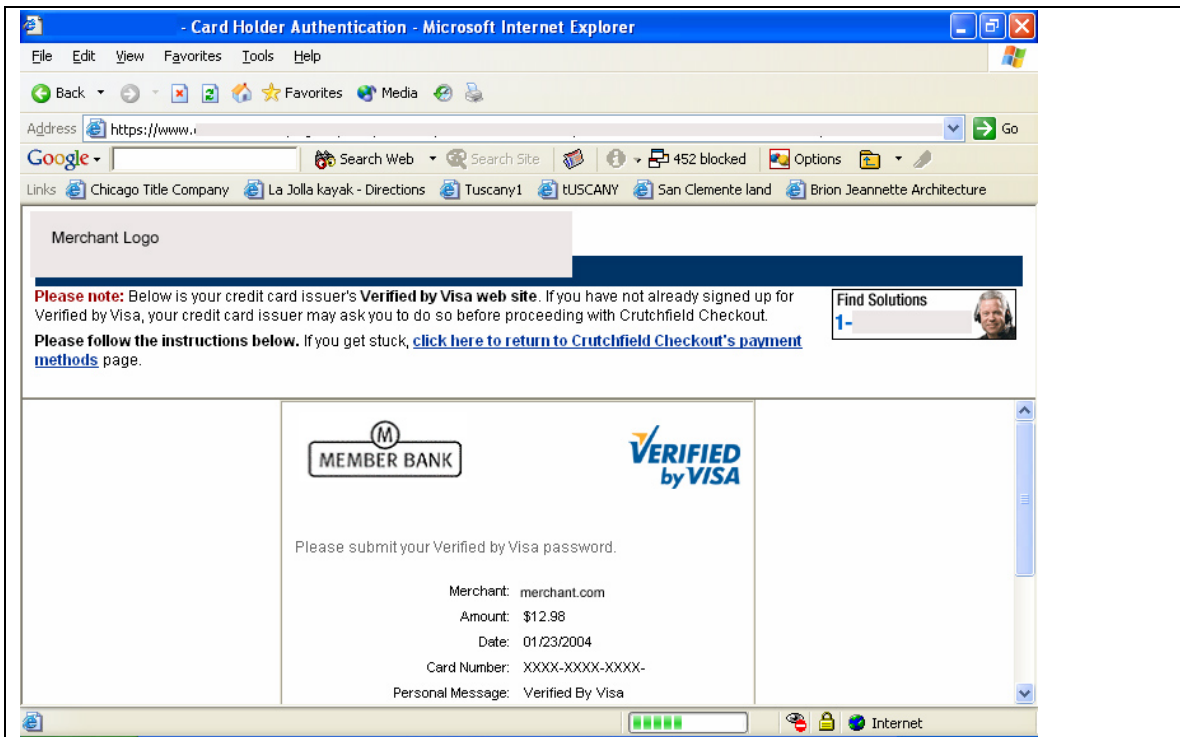 - Card Holder Authentication - Microsoft Internet Explorer
File Edit View Favorites Tools Help
Back Favorites Media
Address https://www.
Go
Google Search Web Search Site 452 blocked Options
Links Chicago Title Company La Jolla kayak - Directions Tuscany1 tUSCANY San Clemente land Brion Jeannette Architecture
Merchant Logo
Please note: Below is your credit card issuer's Verified by Visa web site. If you have not already signed up for
Verified by Visa, your credit card issuer may ask you to do so before proceeding with Crutchfield Checkout.
Please follow the instructions below. If you get stuck, click here to return to Crutchfield Checkout's payment
methods page.
Find Solutions
1-
M
MEMBER BANK
VERIFIED
by VISA
Please submit your Verified by Visa password.
Merchant: merchant.com
Amount: $12.98
Date: 01/23/2004
Card Number: XXXX-XXXX-XXXX-
Personal Message: Verified By Visa
Internet